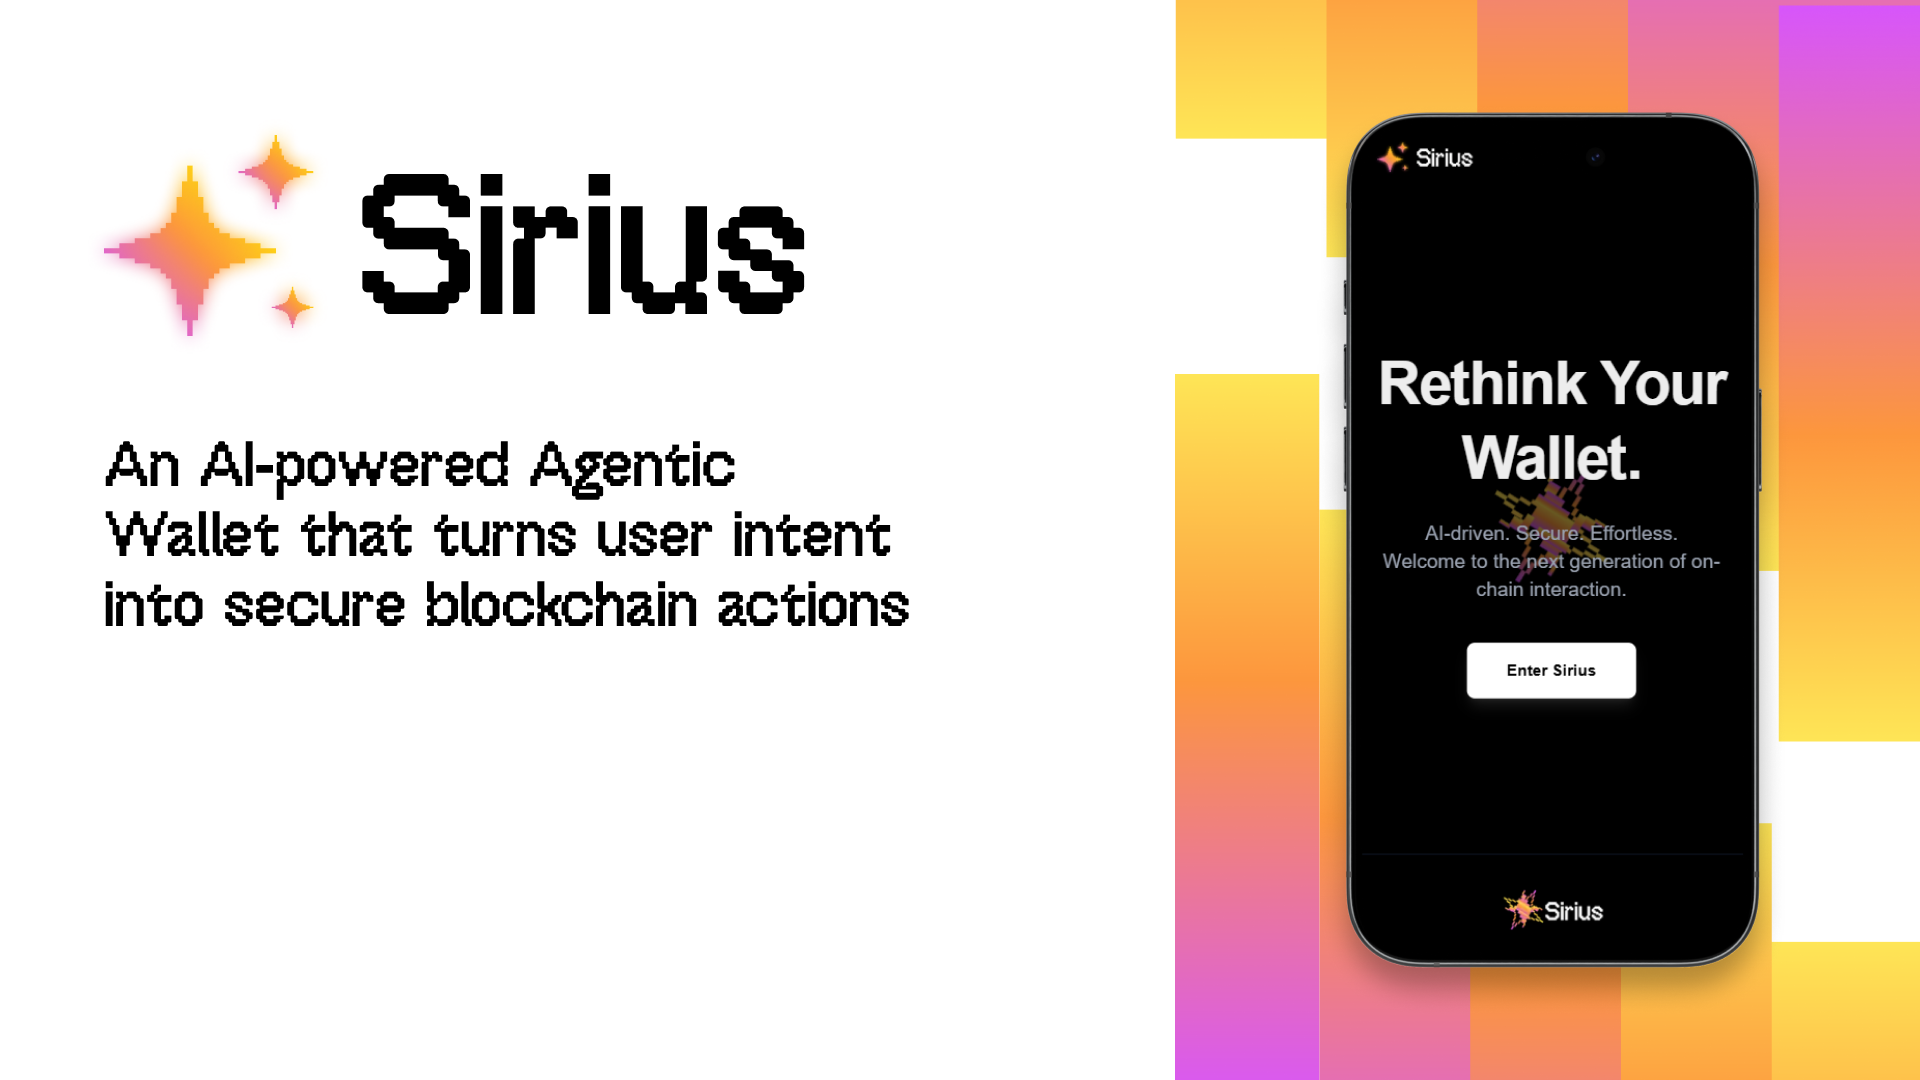 Sirius
An AI-powered Agentic
Wallet that turns user intent
into secure blockchain actions
Sirius
Rethink Your
Wallet.
AI-driven. Secure. Effortless.
Welcome to the next generation of on-
chain interaction.
Enter Sirius
Sirius